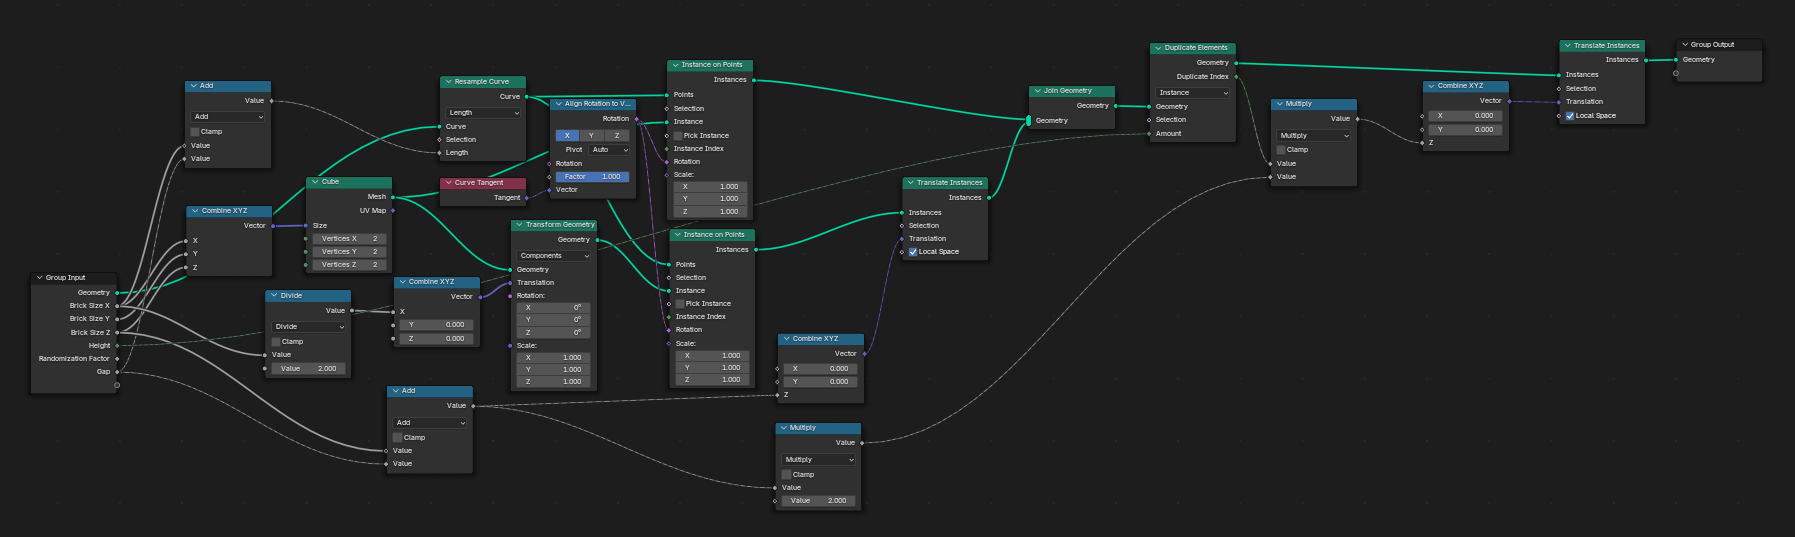 Group Input
Geometry
Brick Size X
Brick Size Y
Brick Size Z
Height
Randomization Factor
Gap
Add
Value
Add
Clamp
Value
Value
Combine XYZ
Vector
X
Y
Z
Divide
Value
Divide
Clamp
Value
Value 2.000
Cube
Mesh
UV Map
Size
Vertices X 2
Vertices Y 2
Vertices Z 2
Combine XYZ
Vector
X
Y 0.000
Z 0.000
Add
Value
Add
Clamp
Value
Value
Resample Curve
Curve
Length
Curve
Selection
Length
Curve Tangent
Tangent
Align Rotation to V...
Rotation
X Y Z
Pivot Auto
Rotation
Factor 1.000
Vector
Transform Geometry
Geometry
Components
Geometry
Translation
Rotation:
X 0°
Y 0°
Z 0°
Scale:
X 1.000
Y 1.000
Z 1.000
Instance on Points
Instances
Points
Selection
Instance
Pick Instance
Instance Index
Rotation
Scale:
X 1.000
Y 1.000
Z 1.000
Instance on Points
Instances
Points
Selection
Instance
Pick Instance
Instance Index
Rotation
Scale:
X 1.000
Y 1.000
Z 1.000
Combine XYZ
Vector
X 0.000
Y 0.000
Z
Multiply
Value
Multiply
Clamp
Value
Value 2.000
Translate Instances
Instances
Instances
Selection
Translation
Local Space
Join Geometry
Geometry
Geometry
Duplicate Elements
Geometry
Duplicate Index
Instance
Geometry
Selection
Amount
Multiply
Value
Multiply
Clamp
Value
Value
Combine XYZ
Vector
X 0.000
Y 0.000
Z
Translate Instances
Instances
Instances
Selection
Translation
Local Space
Group Output
Geometry